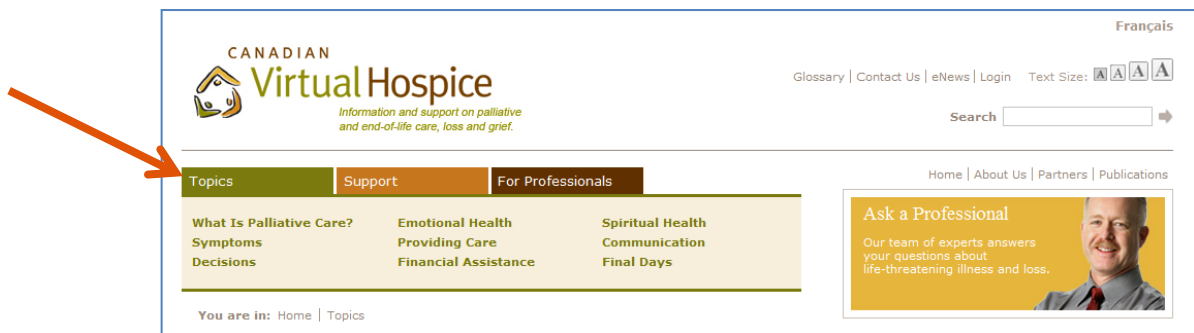 Français
CANADIAN
Virtual Hospice
Information and support on palliative
and end-of-life care, loss and grief.
Glossary | Contact Us | eNews | Login Text Size: A A A A
Search
Topics Support For Professionals
Home | About Us | Partners | Publications
What Is Palliative Care? Emotional Health Spiritual Health
Symptoms Providing Care Communication
Decisions Financial Assistance Final Days
Ask a Professional
Our team of experts answers
your questions about
life-threatening illness and loss.
You are in: Home | Topics